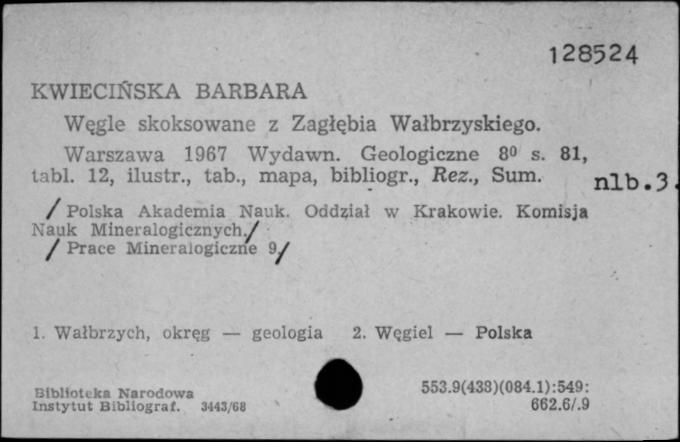 128524
KWIECIŃSKA BARBARA
Węgle skoksowane z Zagłębia Wałbrzyskiego.
Warszawa 1967 Wydawn. Geologiczne 8⁰ s. 81,
tabl. 12, ilustr., tab., mapa, bibliogr., Rez., Sum. nlb.3.
/ Polska Akademia Nauk. Oddział w Krakowie. Komisja
Nauk Mineralogicznych./
/ Prace Mineralogiczne 9/
1. Wałbrzych, okręg — geologia 2. Węgiel — Polska
Biblioteka Narodowa 553.9(438)(084.1):549:
Instytut Bibliograf. 3443/68 662.6/.9